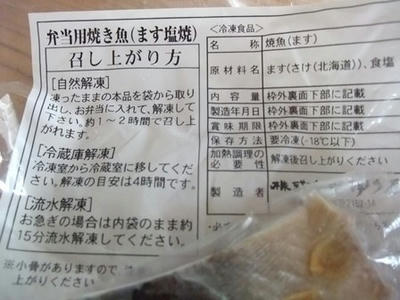 弁当用焼き魚(ます塩焼)
召し上がり方
[自然解凍]
凍ったままの本品を袋から取り
出し、お弁当に入れて、解凍して
下さい。約1〜2時間で召し上
がれます。
[冷蔵庫解凍]
冷凍室から冷蔵室に移してくだ
さい。解凍の目安は4時間です。
[流水解凍]
お急ぎの場合は内袋のまま約
15分流水解凍してください。
※小骨がありますので
お召し上がりください
<冷凍食品>
名称 焼魚(ます)
原材料名 ます(さけ(北海道))、食塩
内容量 枠外裏面下部に記載
製造年月日 枠外裏面下部に記載
賞味期限 枠外裏面下部に記載
保存方法 要冷凍(-18℃以下)
加熱調理の
必要性 解凍後召し上がりください
製造者